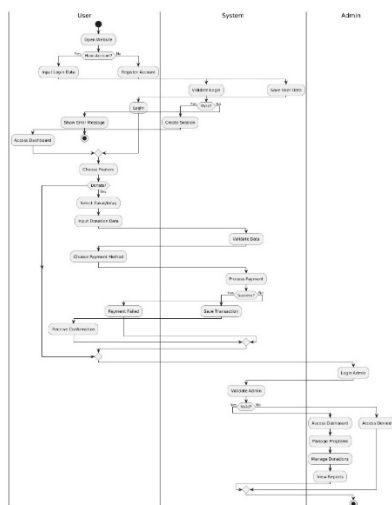 User
System
Admin
Open Website
Yes
Have Account?
No
Input Login Data
Register Account
Validate Login
Save User Data
Login
Yes
Valid?
No
Show Error Message
Create Session
Access Dashboard
Choose Feature
Donate?
Yes
Input Donation Data
Validate Data
Choose Payment Method
Process Payment
Yes
Success?
No
Payment Failed
Save Transaction
Receive Confirmation
Login Admin
Validate Admin
Yes
Valid?
No
Access Dashboard
Access Denied
Manage Programs
Manage Donations
View Reports